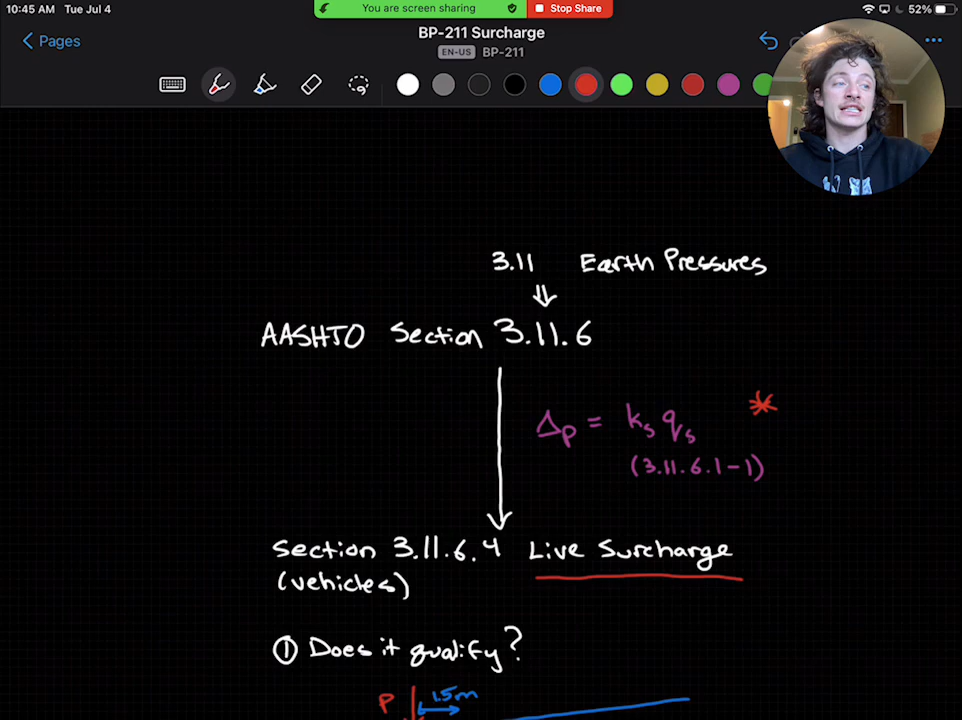 10:45 AM Tue Jul 4
You are screen sharing
Stop Share
52%
Pages
BP-211 Surcharge
EN-US BP-211
3.11 Earth Pressures
AASHTO Section 3.11.6
Δp = ks qs
(3.11.6.1-1)
Section 3.11.6.4 Live Surcharge
(vehicles)
① Does it qualify?
P 1.5m